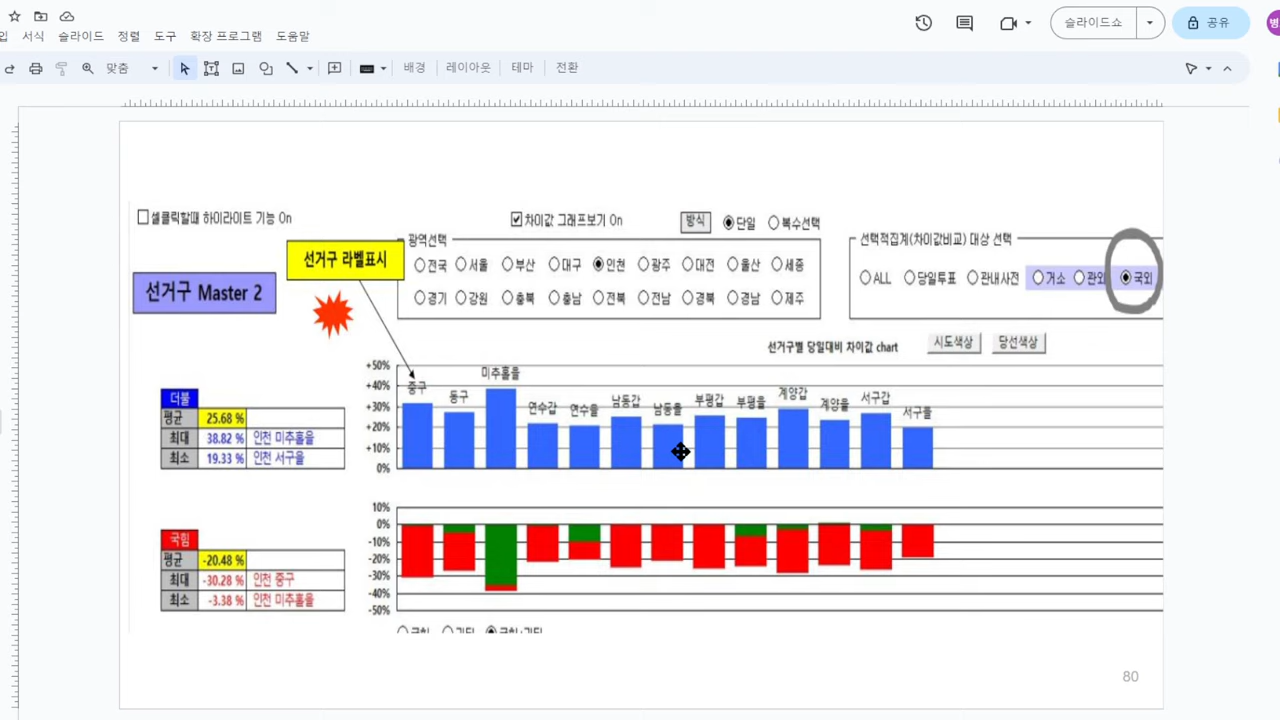 입 서식 슬라이드 정렬 도구 확장 프로그램 도움말
슬라이드쇼
공유
병
맞춤
배경 레이아웃 테마 전환
셀클릭할때 하이라이트 기능 On
차이값 그래프보기 On
방식 단일 복수선택
선거구 라벨표시
광역선택
전국 서울 부산 대구 인천 광주 대전 울산 세종
경기 강원 충북 충남 전북 전남 경북 경남 제주
선택적집계(차이값비교) 대상 선택
ALL 당일투표 관내사전 거소 관외 국외
선거구 Master 2
선거구별 당일대비 차이값 chart
시도색상 당선색상
+50%
+40%
+30%
+20%
+10%
0%
중구 동구 미추홀을 연수갑 연수을 남동갑 남동을 부평갑 부평을 계양갑 계양을 서구갑 서구을
더불
평균 25.68 %
최대 38.82 % 인천 미추홀을
최소 19.33 % 인천 서구을
10%
0%
-10%
-20%
-30%
-40%
-50%
국힘
평균 -20.48 %
최대 -30.28 % 인천 중구
최소 -3.38 % 인천 미추홀을
80